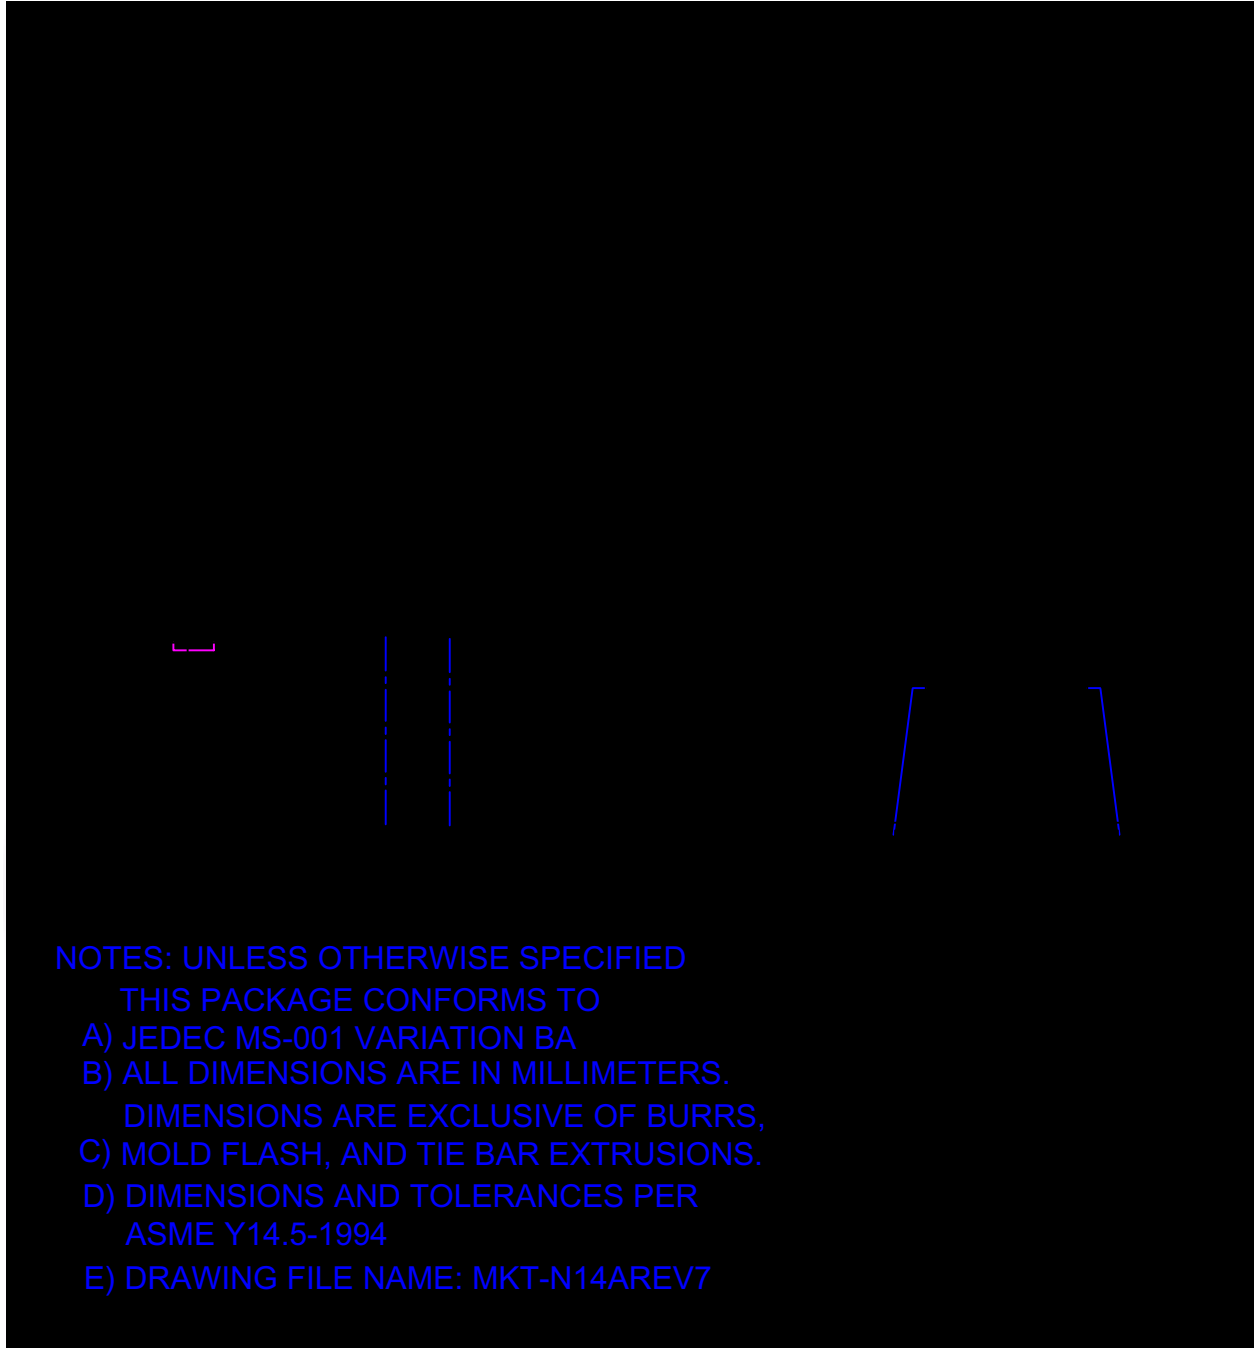 NOTES: UNLESS OTHERWISE SPECIFIED
THIS PACKAGE CONFORMS TO
A) JEDEC MS-001 VARIATION BA
B) ALL DIMENSIONS ARE IN MILLIMETERS.
DIMENSIONS ARE EXCLUSIVE OF BURRS,
C) MOLD FLASH, AND TIE BAR EXTRUSIONS.
D) DIMENSIONS AND TOLERANCES PER
ASME Y14.5-1994
E) DRAWING FILE NAME: MKT-N14AREV7